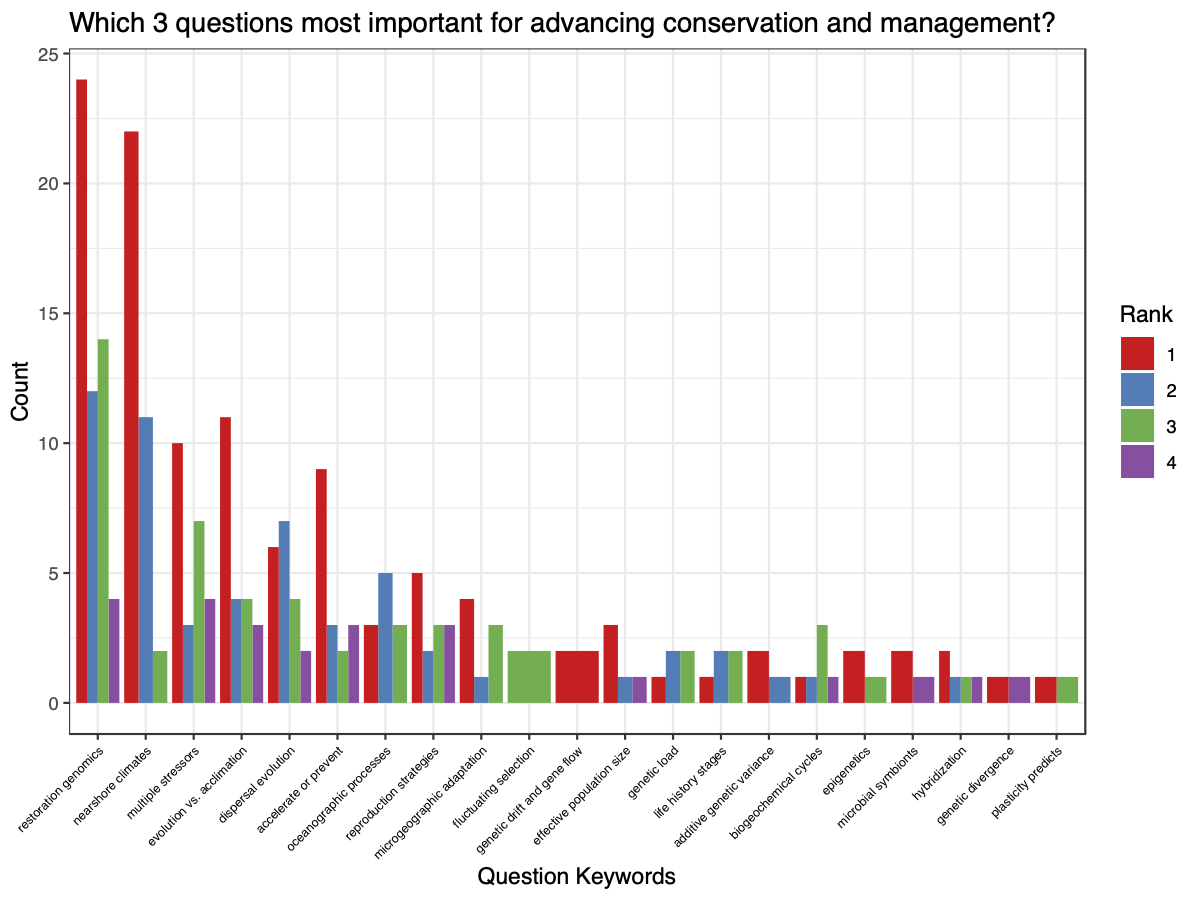 Which 3 questions most important for advancing conservation and management?
25
20
15
10
5
0
Count
restoration genomics
nearshore climates
multiple stressors
evolution vs. acclimation
dispersal evolution
accelerate or prevent
oceanographic processes
reproduction strategies
microgeographic adaptation
fluctuating selection
genetic drift and gene flow
effective population size
genetic load
life history stages
additive genetic variance
biogeochemical cycles
epigenetics
microbial symbionts
hybridization
genetic divergence
plasticity predicts
Question Keywords
Rank
1
2
3
4